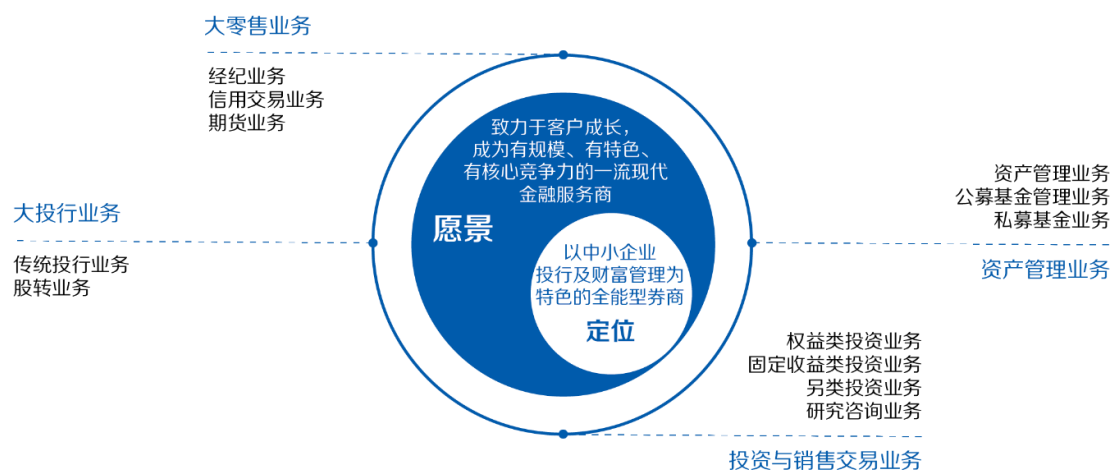 大零售业务
经纪业务
信用交易业务
期货业务
大投行业务
传统投行业务
股转业务
致力于客户成长，
成为有规模、有特色、
有核心竞争力的一流现代
金融服务商
愿景
以中小企业
投行及财富管理为
特色的全能型券商
定位
资产管理业务
公募基金管理业务
私募基金业务
资产管理业务
权益类投资业务
固定收益类投资业务
另类投资业务
研究咨询业务
投资与销售交易业务